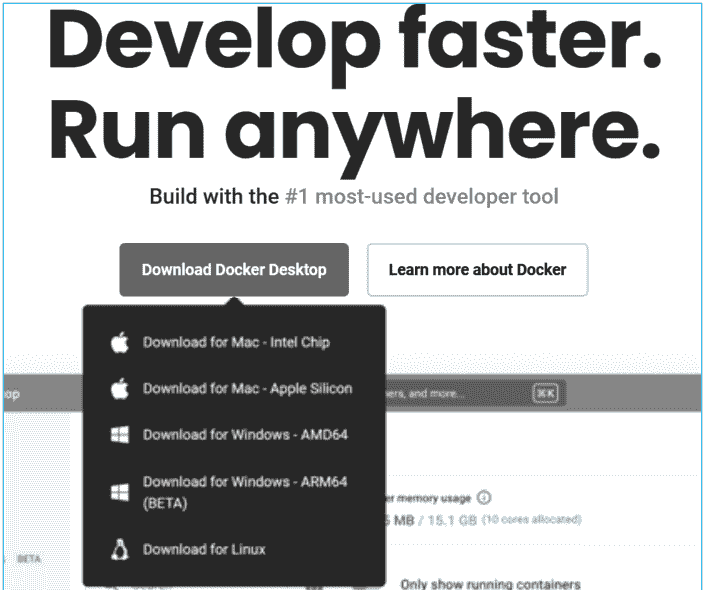 Develop faster.
Run anywhere.
Build with the #1 most-used developer tool
Download Docker Desktop
Learn more about Docker
Download for Mac - Intel Chip
Download for Mac - Apple Silicon
and more...
⌘K
Download for Windows - AMD64
Download for Windows - ARM64
(BETA)
memory usage
MB / 15.1 GB (10 cores allocated)
Download for Linux
BETA
Only show running containers